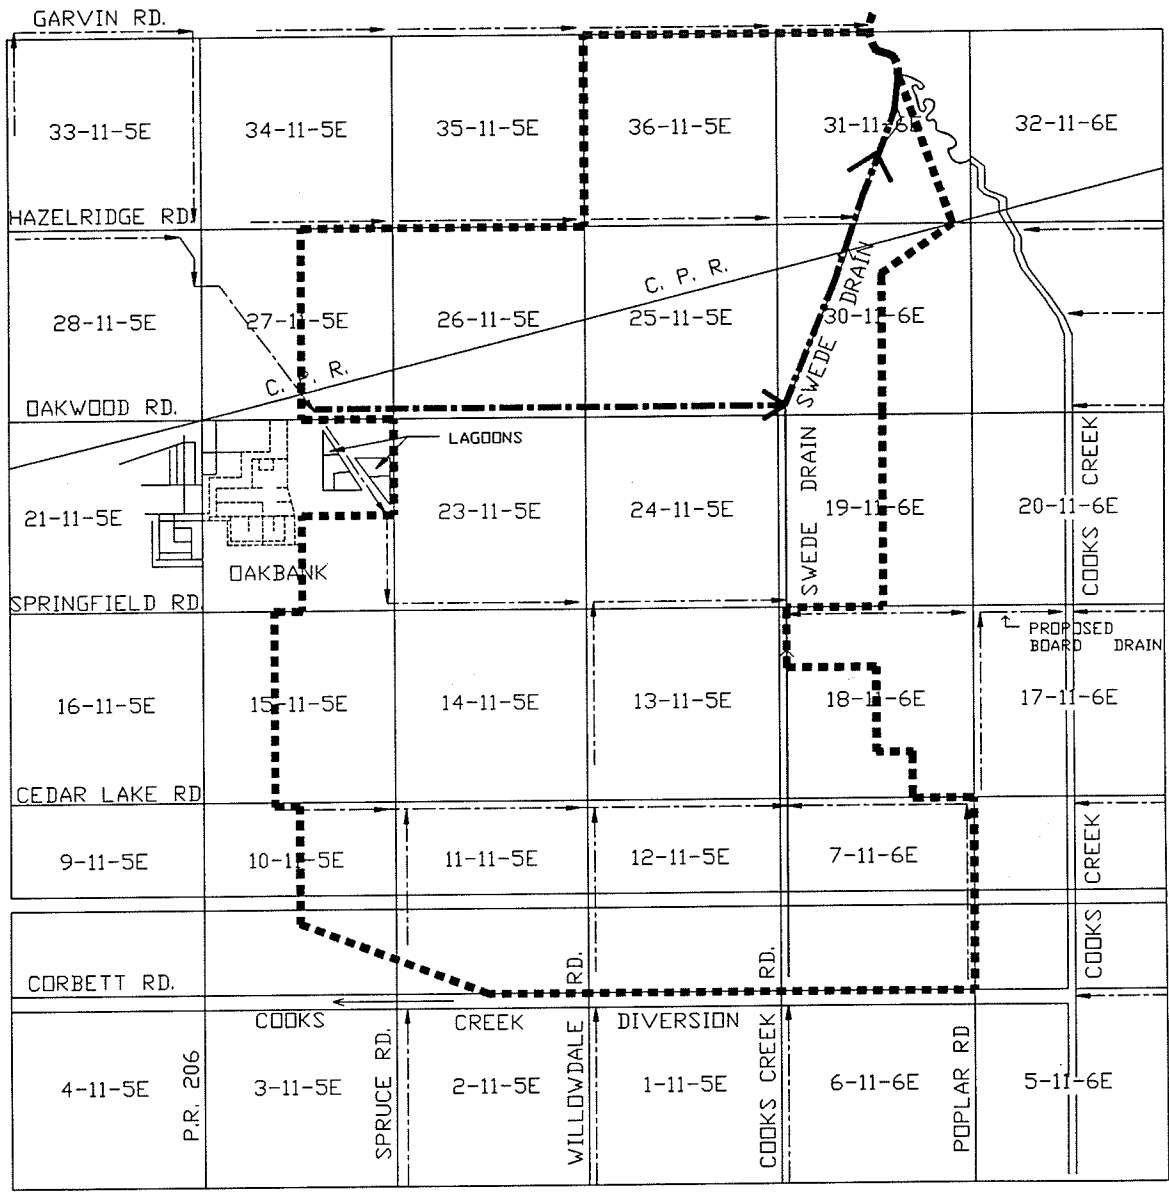 GARVIN RD.
33-11-5E
34-11-5E
35-11-5E
36-11-5E
31-11-6E
32-11-6E
HAZELRIDGE RD.
C. P. R.
28-11-5E
27-11-5E
26-11-5E
25-11-5E
30-11-6E
SWEDE DRAIN
C. P. R.
OAKWOOD RD.
LAGOONS
21-11-5E
23-11-5E
24-11-5E
SWEDE DRAIN
19-11-6E
20-11-6E
COOKS CREEK
OAKBANK
SPRINGFIELD RD.
PROPOSED
BOARD DRAIN
16-11-5E
15-11-5E
14-11-5E
13-11-5E
18-11-6E
17-11-6E
CEDAR LAKE RD
9-11-5E
10-11-5E
11-11-5E
12-11-5E
7-11-6E
COOKS CREEK
CORBETT RD.
COOKS CREEK DIVERSION
4-11-5E
P.R. 206
3-11-5E
SPRUCE RD.
2-11-5E
WILLOWDALE RD.
1-11-5E
COOKS CREEK RD.
6-11-6E
POPLAR RD
5-11-6E